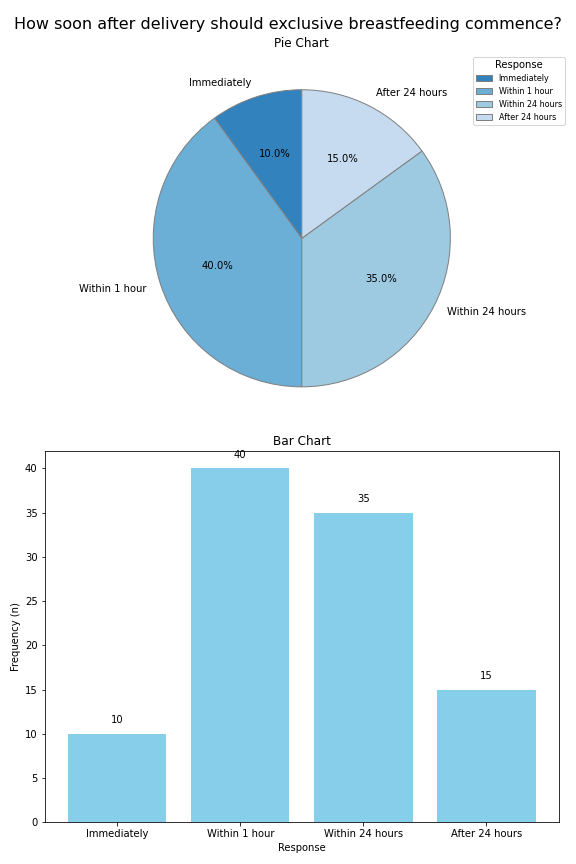 How soon after delivery should exclusive breastfeeding commence?
Pie Chart
Response
Immediately
Within 1 hour
Within 24 hours
After 24 hours
Immediately
After 24 hours
10.0%
15.0%
40.0%
35.0%
Within 1 hour
Within 24 hours
Bar Chart
Frequency (n)
40
35
30
25
20
15
10
5
0
10
40
35
15
Immediately
Within 1 hour
Within 24 hours
After 24 hours
Response